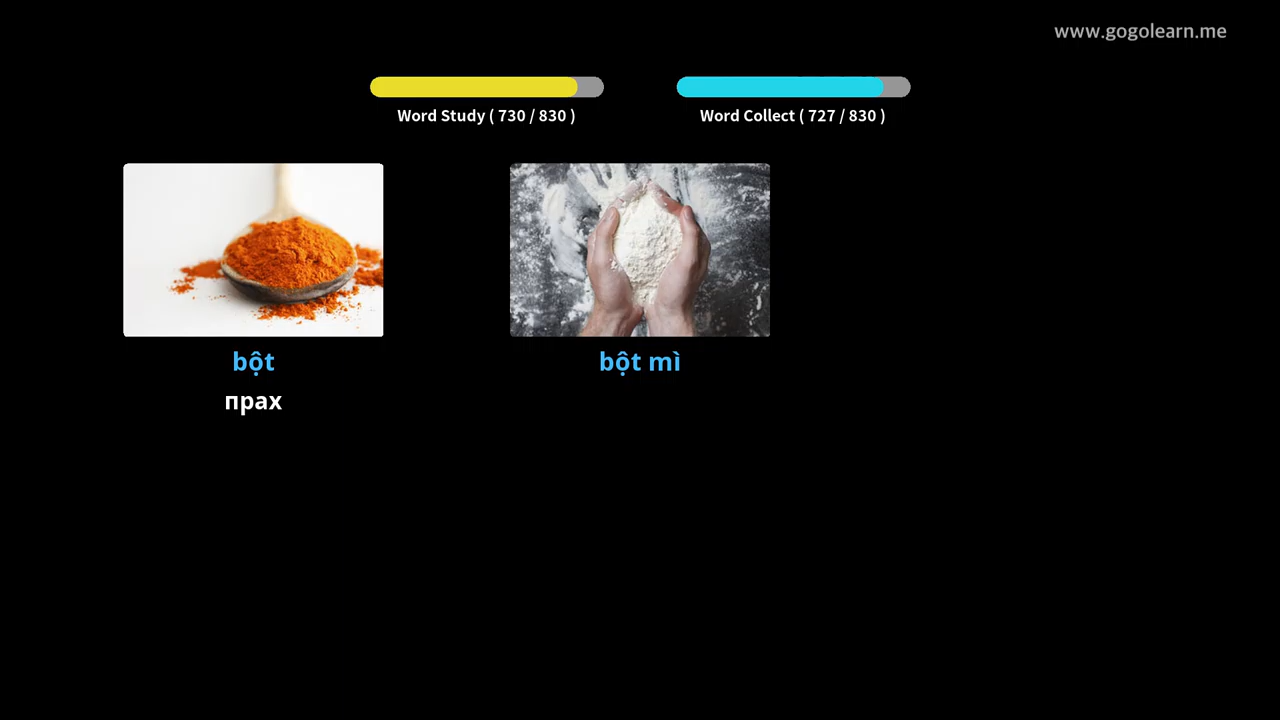 www.gogolearn.me
Word Study ( 730 / 830 )
Word Collect ( 727 / 830 )
bột
прах
bột mì